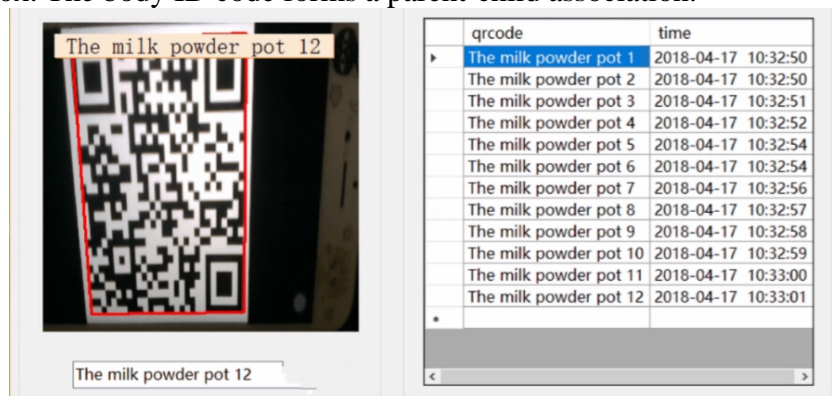 The body ID code forms a parent-child association.
The milk powder pot 12
The milk powder pot 12
qrcode time
The milk powder pot 1 2018-04-17 10:32:50
The milk powder pot 2 2018-04-17 10:32:50
The milk powder pot 3 2018-04-17 10:32:51
The milk powder pot 4 2018-04-17 10:32:52
The milk powder pot 5 2018-04-17 10:32:54
The milk powder pot 6 2018-04-17 10:32:54
The milk powder pot 7 2018-04-17 10:32:56
The milk powder pot 8 2018-04-17 10:32:57
The milk powder pot 9 2018-04-17 10:32:58
The milk powder pot 10 2018-04-17 10:32:59
The milk powder pot 11 2018-04-17 10:33:00
The milk powder pot 12 2018-04-17 10:33:01